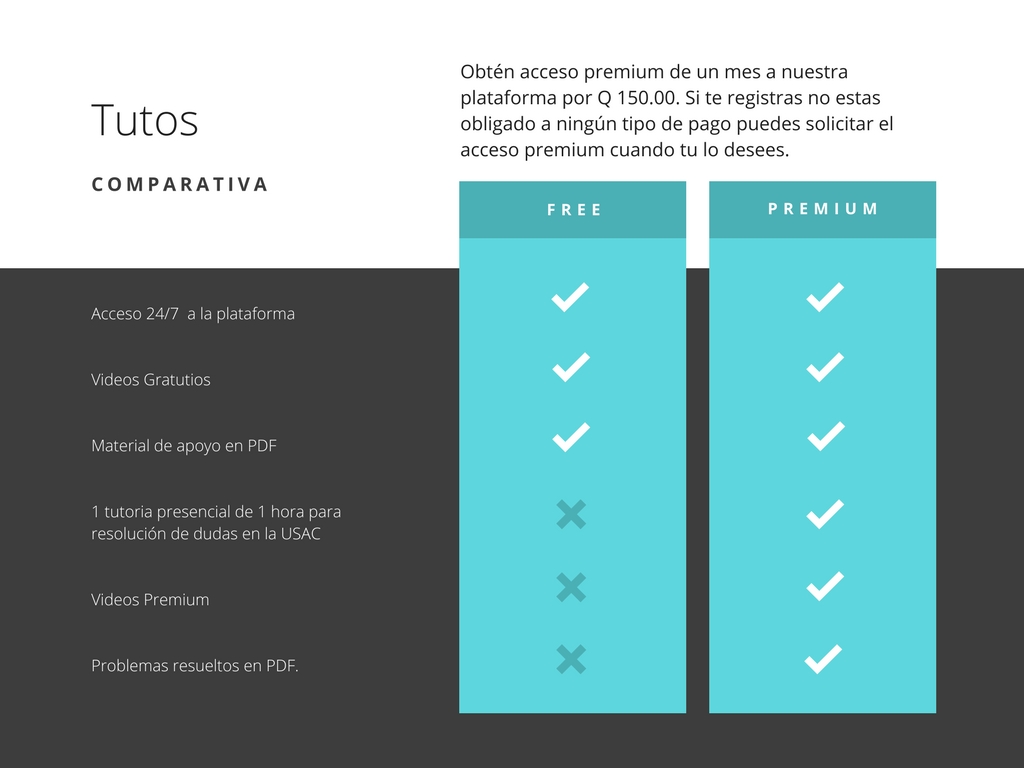 Tutos
COMPARATIVA
Obtén acceso premium de un mes a nuestra
plataforma por Q 150.00. Si te registras no estas
obligado a ningún tipo de pago puedes solicitar el
acceso premium cuando tu lo desees.
FREE
PREMIUM
Acceso 24/7 a la plataforma
Videos Gratutios
Material de apoyo en PDF
1 tutoria presencial de 1 hora para
resolución de dudas en la USAC
Videos Premium
Problemas resueltos en PDF.